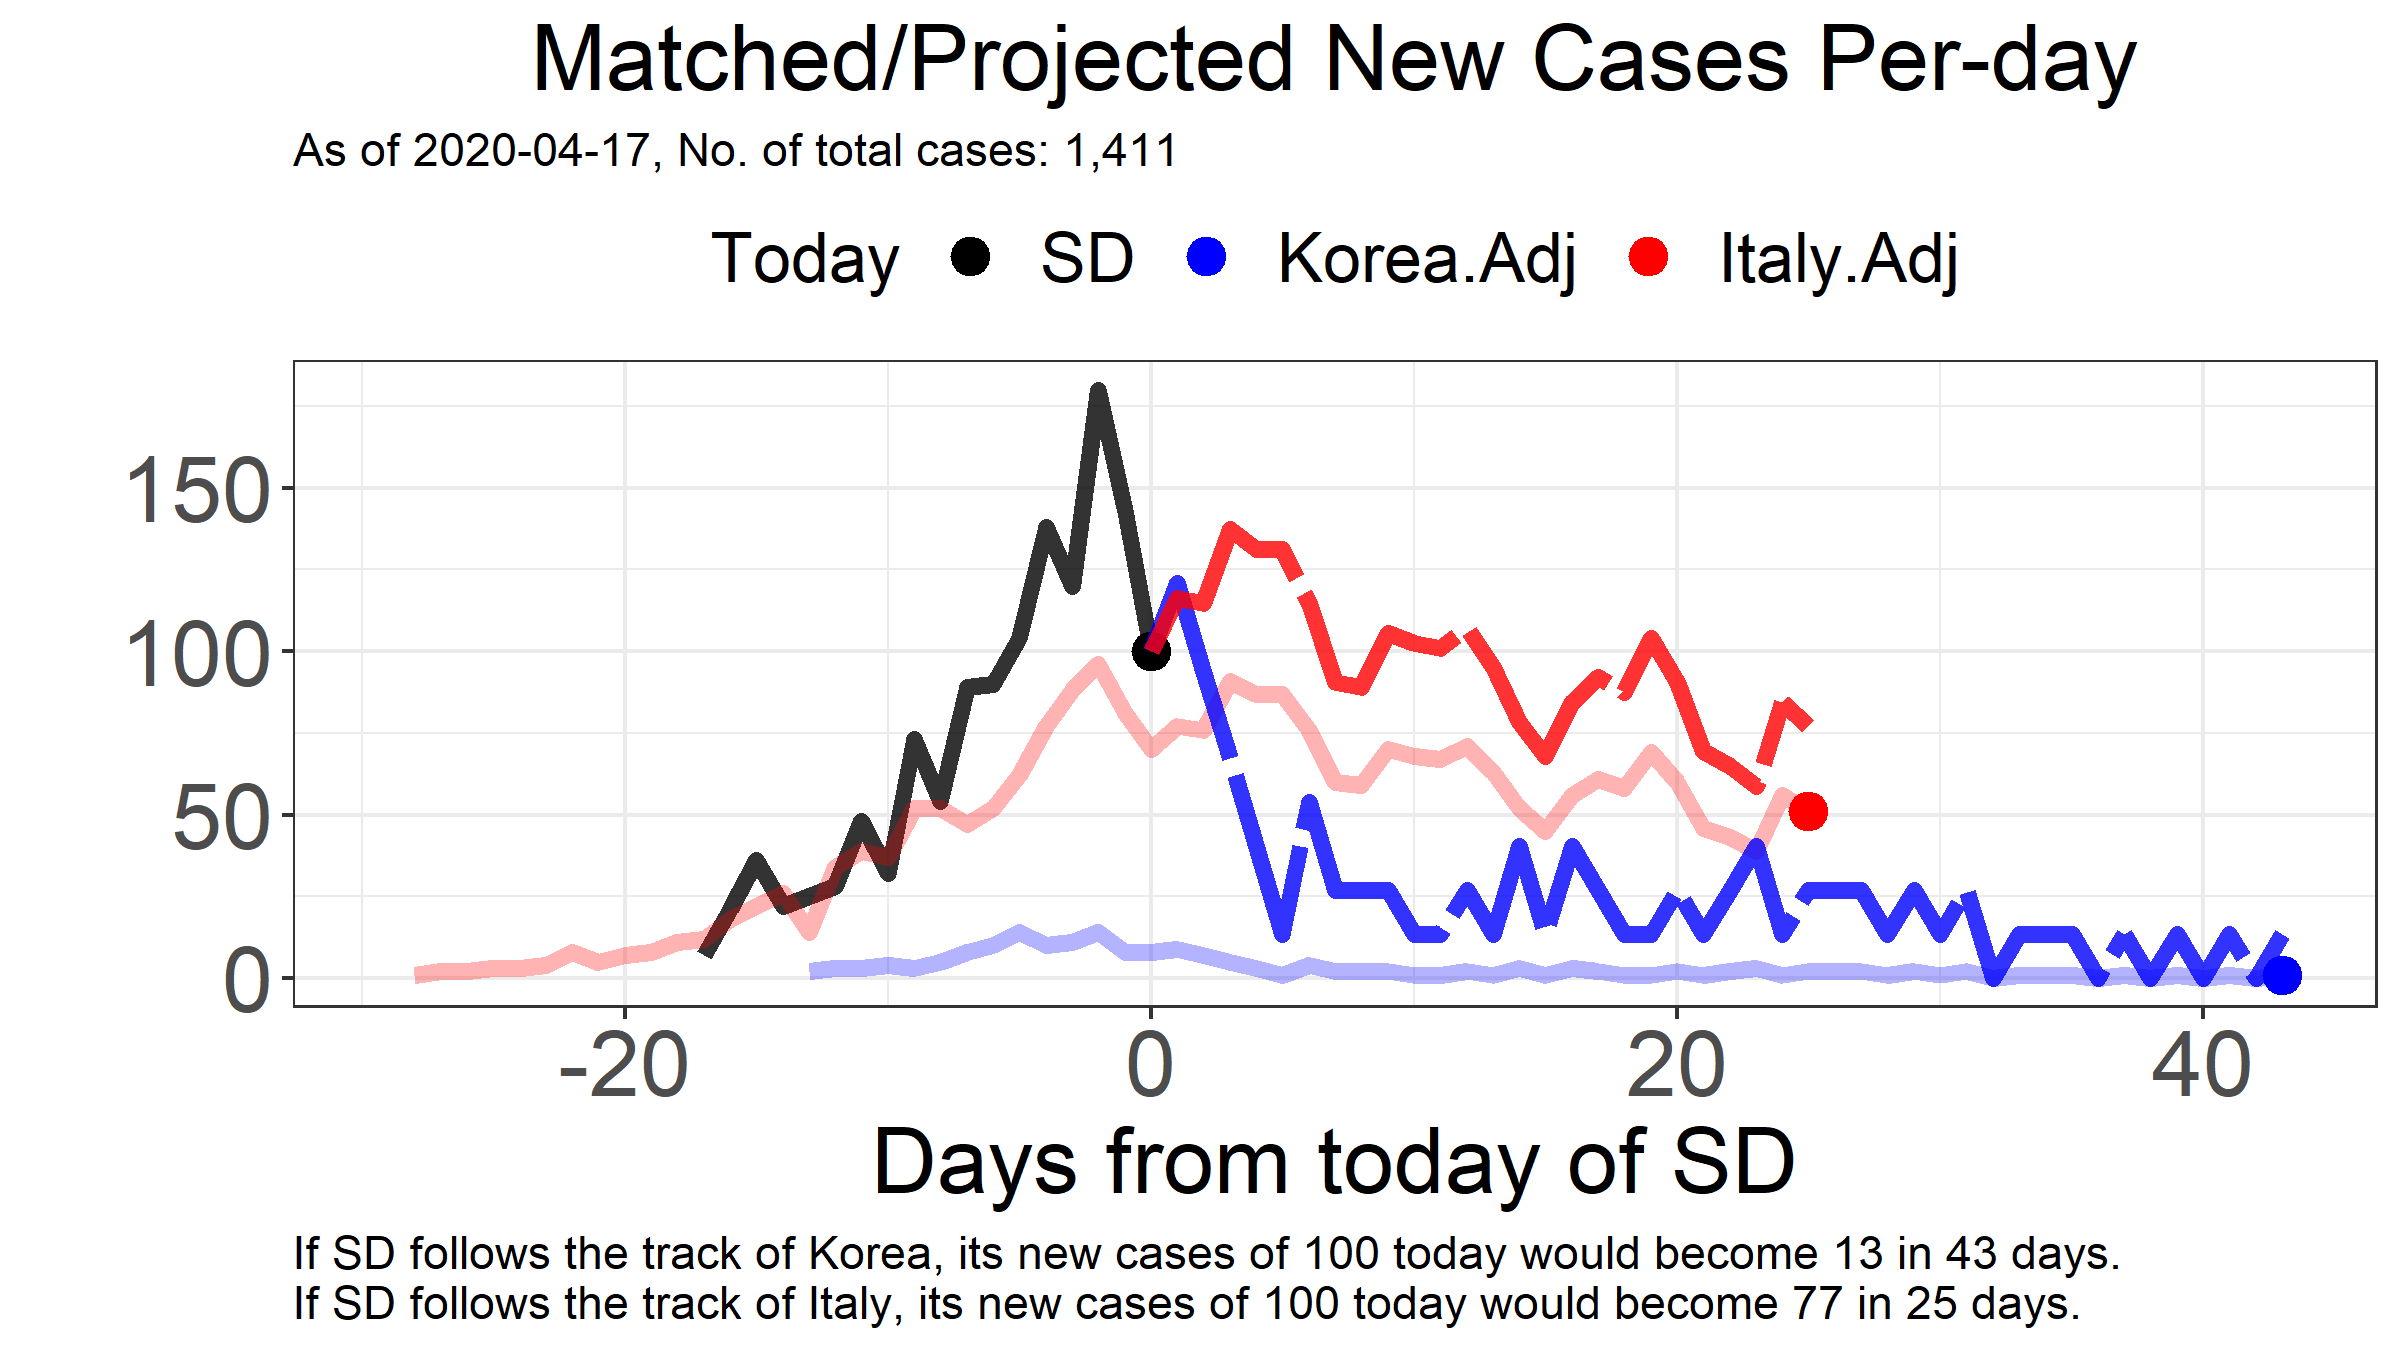 Matched/Projected New Cases Per-day
As of 2020-04-17, No. of total cases: 1,411
Today SD Korea.Adj Italy.Adj
150
100
50
0
-20 0 20 40
Days from today of SD
If SD follows the track of Korea, its new cases of 100 today would become 13 in 43 days.
If SD follows the track of Italy, its new cases of 100 today would become 77 in 25 days.